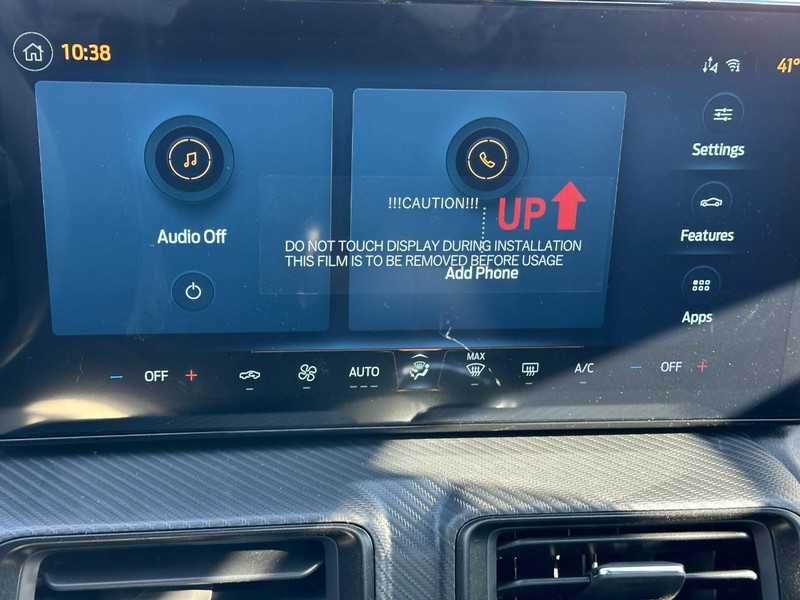 10:38
41°
Settings
!!!CAUTION!!!
UP
Audio Off
Features
DO NOT TOUCH DISPLAY DURING INSTALLATION
THIS FILM IS TO BE REMOVED BEFORE USAGE
Add Phone
Apps
OFF
AUTO
MAX
A/C
OFF